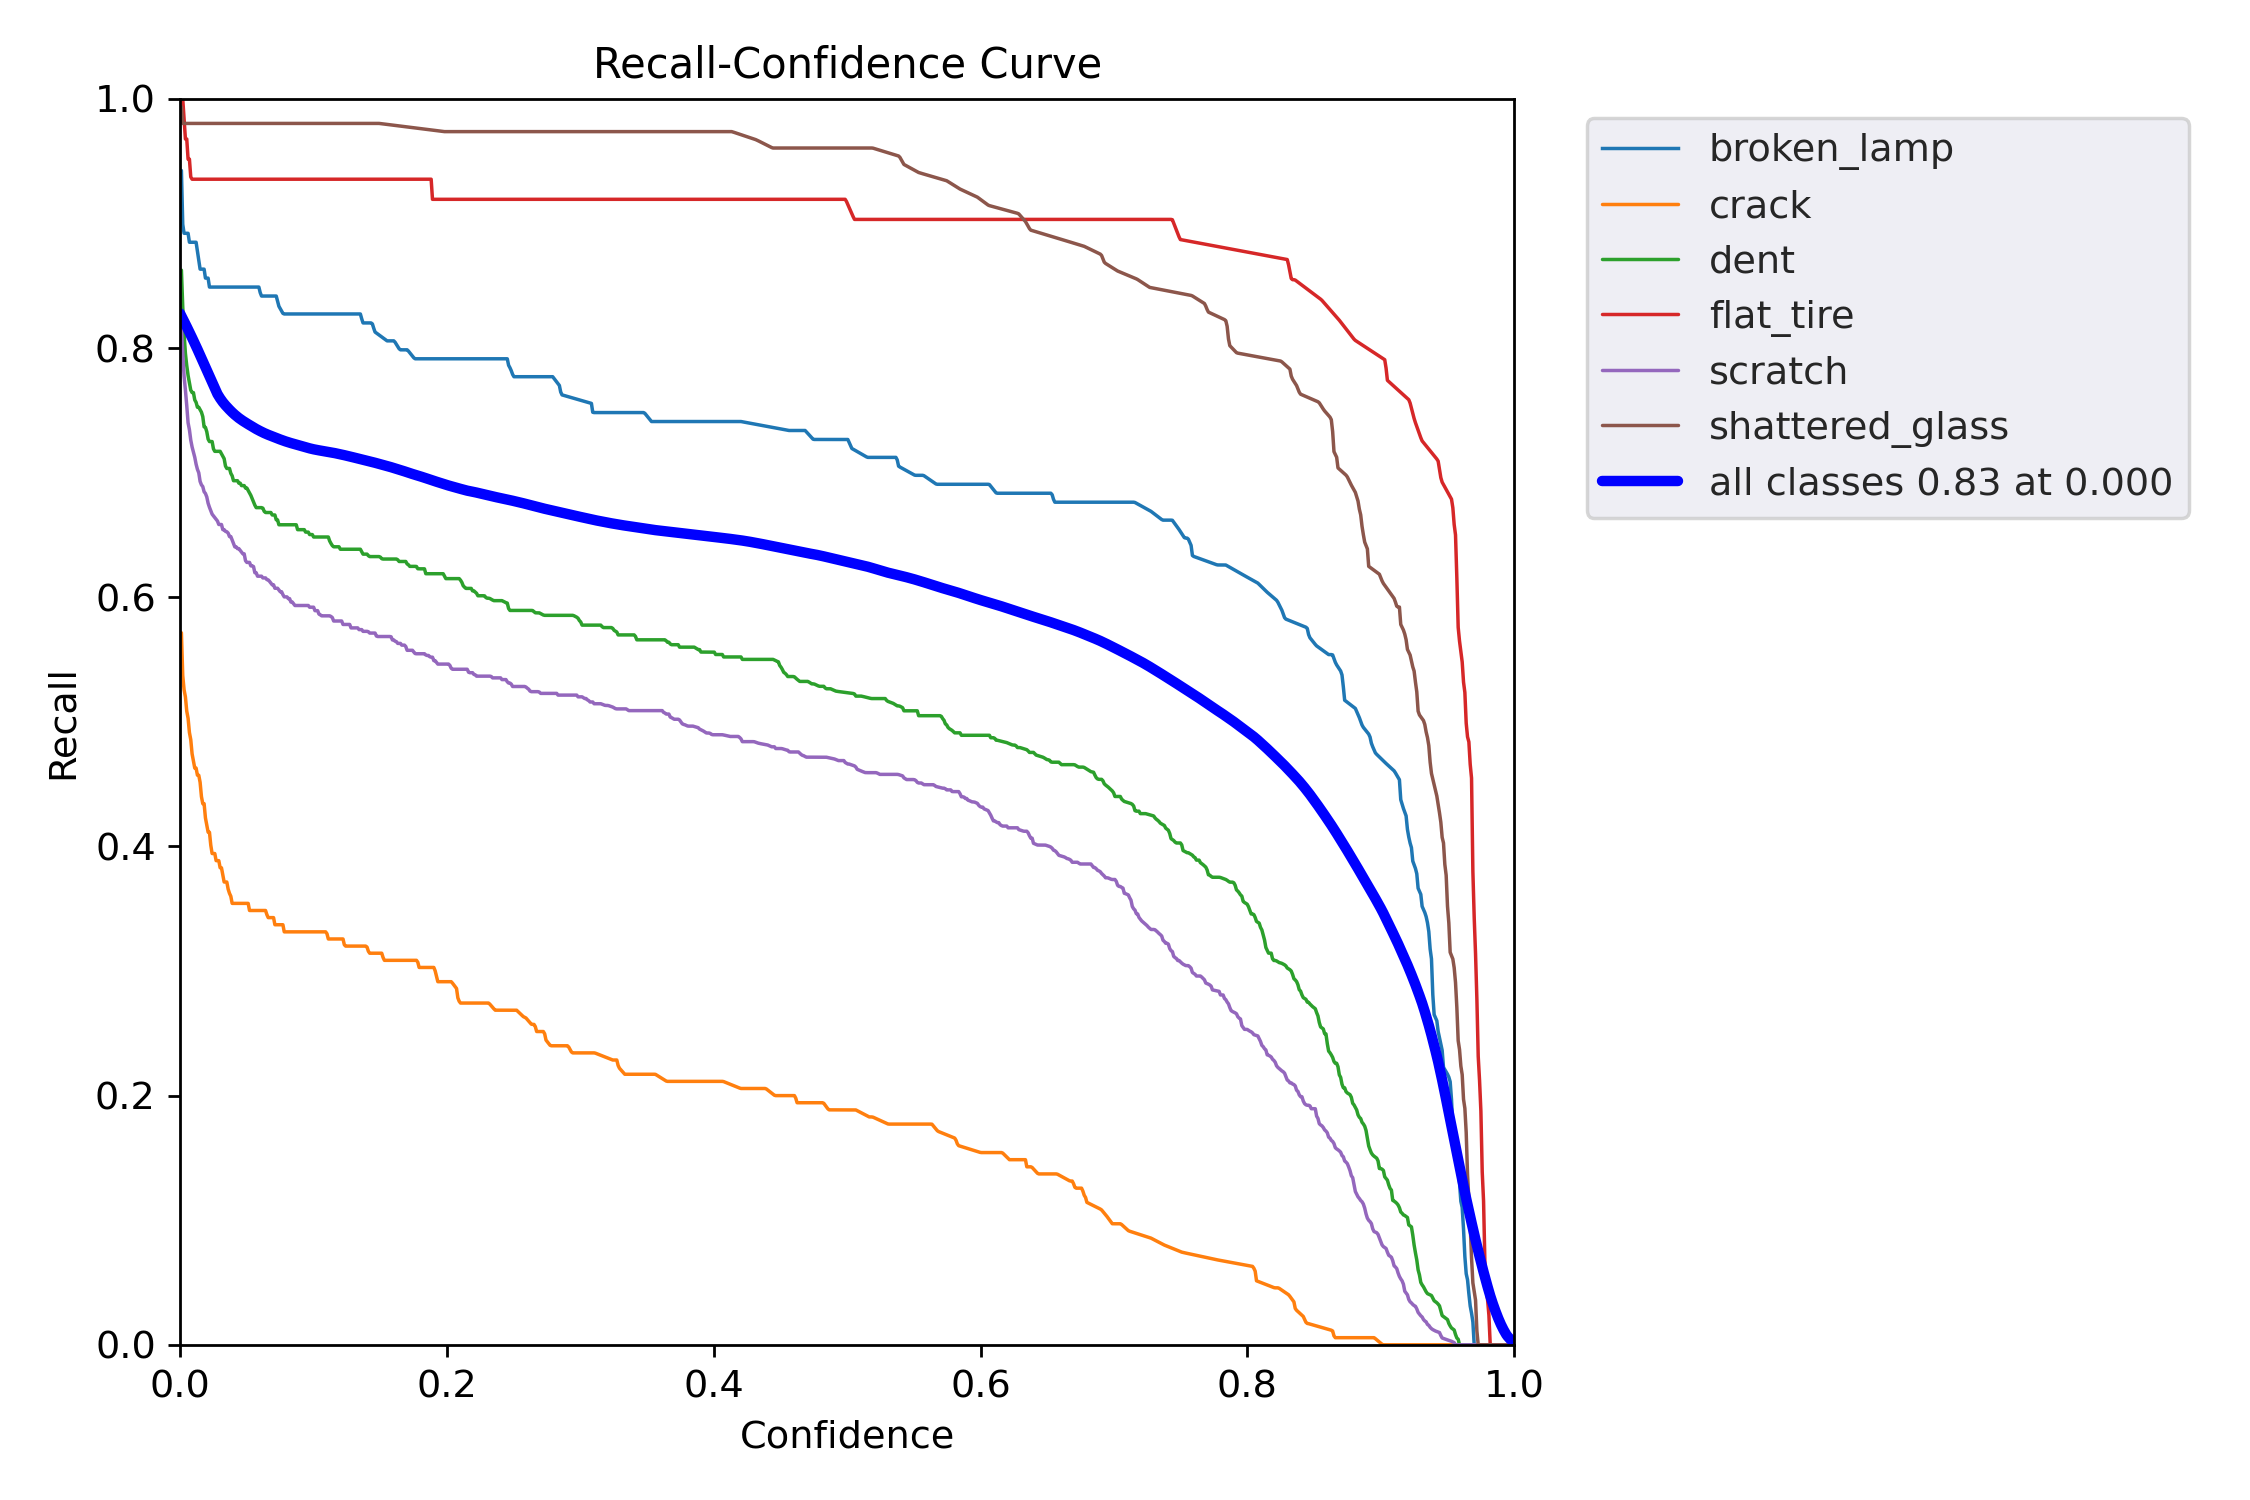 Recall-Confidence Curve
1.0
0.8
0.6
0.4
0.2
0.0
Recall
0.0 0.2 0.4 0.6 0.8 1.0
Confidence
broken_lamp
crack
dent
flat_tire
scratch
shattered_glass
all classes 0.83 at 0.000